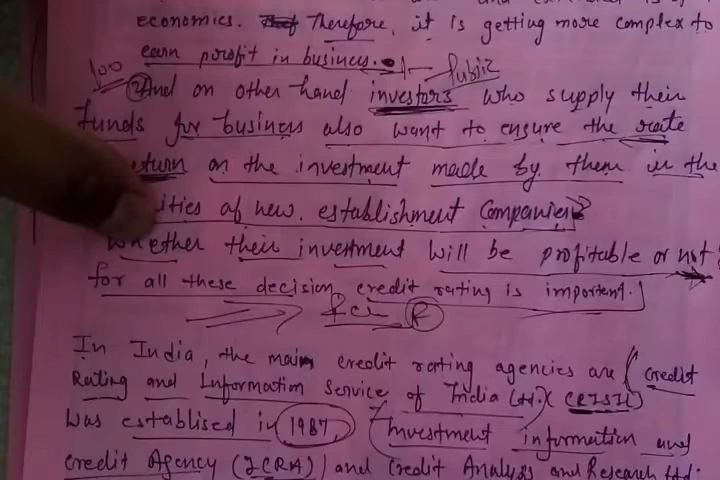 economics. Therefore, it is getting more complex to
earn profit in business. Public
100
② And on other hand investors who supply their
funds for business also want to ensure the rate
turn on the investment made by them in the
ities of new. establishment Companies?
Whether their investment will be profitable or not?
for all these decision credit rating is important.
R
In India, the main credit rating agencies are (credit
Rating and Information Service of India (CRISIL)
was establised in 1987, Investment information and
credit Agency (ICRA) and Credit Analysis and Research Ltd.